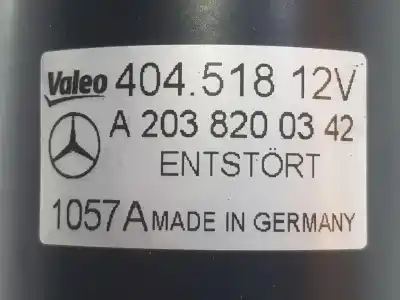 Valeo 404.518 12V
A 203 820 03 42
ENTSTÖRT
1057A MADE IN GERMANY